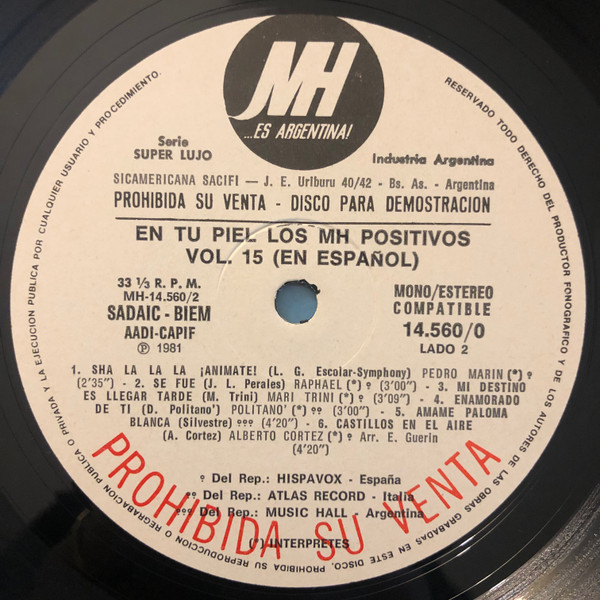 MH
...ES ARGENTINA!
Serie
SUPER LUJO
Industria Argentina
SICAMERICANA SACIFI — J. E. Uriburu 40/42 - Bs. As. - Argentina
PROHIBIDA SU VENTA - DISCO PARA DEMOSTRACION
EN TU PIEL LOS MH POSITIVOS
VOL. 15 (EN ESPAÑOL)
33 ⅓ R. P. M.
MH-14.560/2
SADAIC - BIEM
AADI-CAPIF
℗ 1981
MONO/ESTEREO
COMPATIBLE
14.560/0
LADO 2
1. SHA LA LA LA ¡ANIMATE! (L. G. Escolar-Symphony) PEDRO MARIN (*) º
(2'35") - 2. SE FUE (J. L. Perales) RAPHAEL (*) º (3'00") - 3. MI DESTINO
ES LLEGAR TARDE (M. Trini) MARI TRINI (*) º (3'09") - 4. ENAMORADO
DE TI (D. Politano') POLITANO' (*) ºº (3'00") - 5. AMAME PALOMA
BLANCA (Silvestre) ººº (4'20") - 6. CASTILLOS EN EL AIRE
(A. Cortez) ALBERTO CORTEZ (*) º Arr. E. Guerin
(4'20")
º Del Rep.: HISPAVOX - España
ºº Del Rep.: ATLAS RECORD - Italia
ººº Del Rep.: MUSIC HALL - Argentina
(*) INTERPRETES
PROHIBIDA SU VENTA
RESERVADO TODO DERECHO DEL PRODUCTOR FONOGRAFICO Y DE LOS AUTORES DE LAS OBRAS GRABADAS EN ESTE DISCO. PROHIBIDA SU REPRODUCCION O REGRABACION PUBLICA O PRIVADA Y LA EJECUCION PUBLICA POR CUALQUIER USUARIO Y PROCEDIMIENTO.